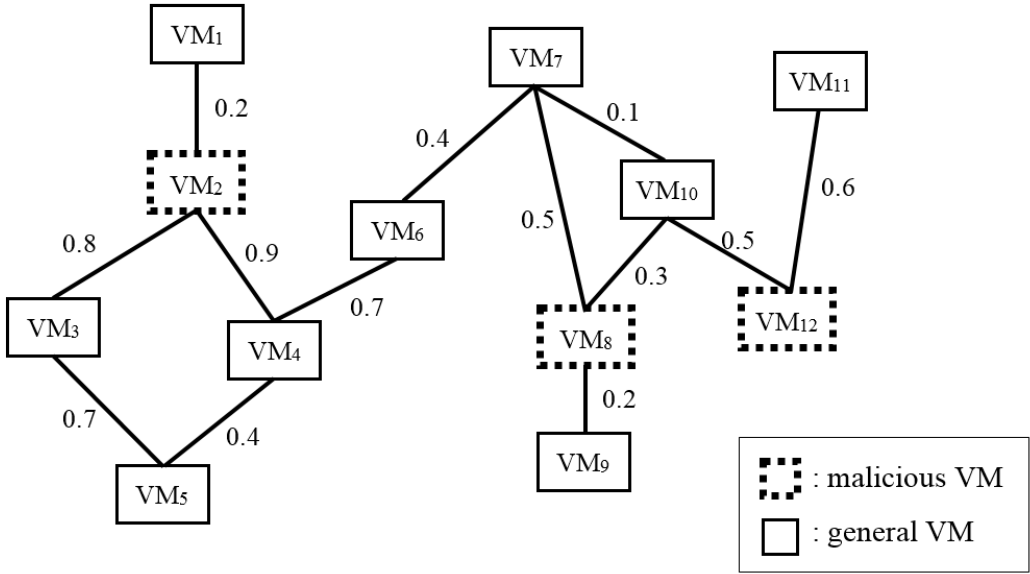 VM₁
VM₇
VM₁₁
0.2
0.1
0.4
VM₂
VM₁₀
0.6
VM₆
0.5
0.8
0.9
0.5
0.3
0.7
VM₃
VM₈
VM₁₂
VM₄
0.2
0.7
0.4
VM₉
VM₅
: malicious VM
: general VM